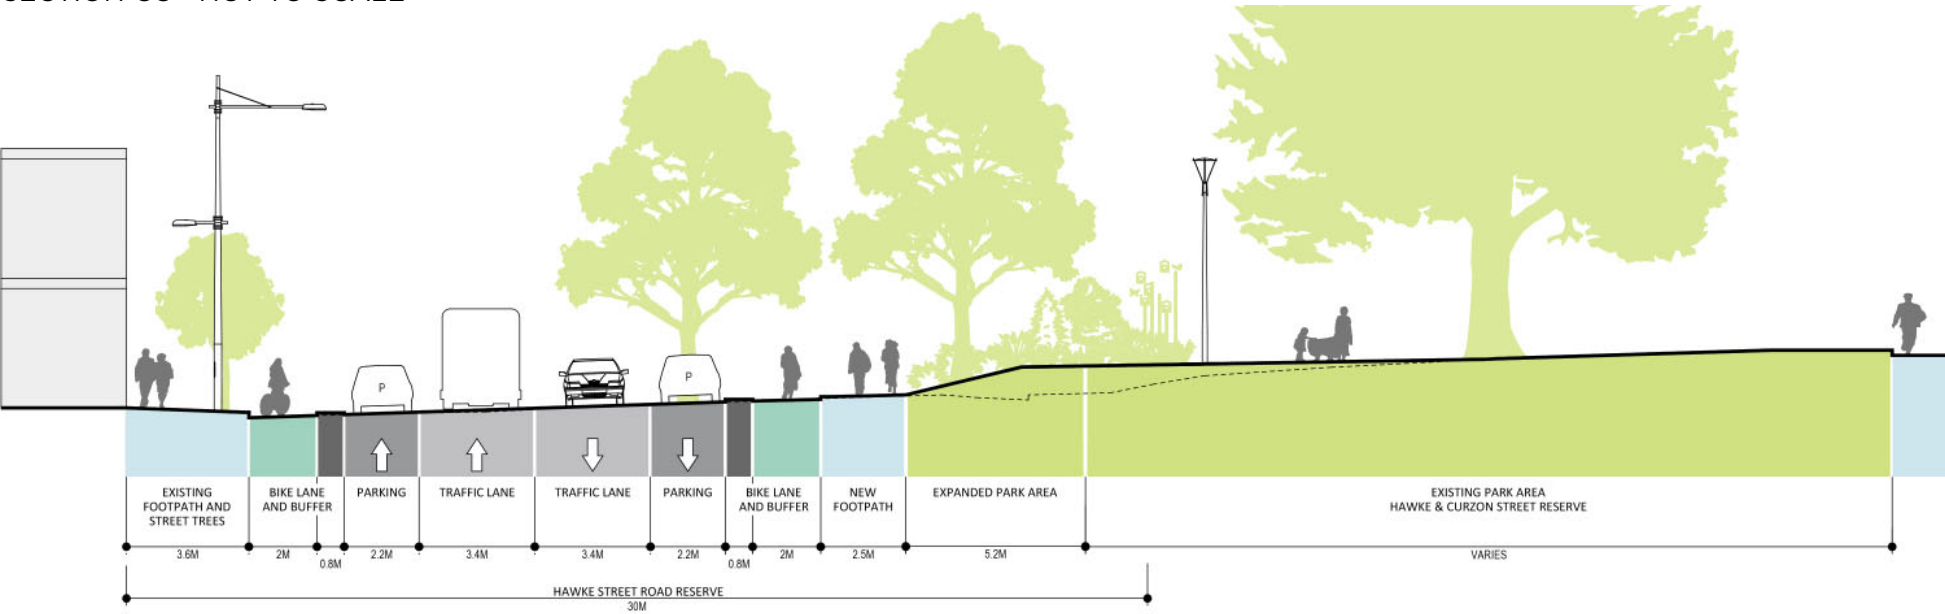 P
P
EXISTING
FOOTPATH AND
STREET TREES
BIKE LANE
AND BUFFER
PARKING
TRAFFIC LANE
TRAFFIC LANE
PARKING
BIKE LANE
AND BUFFER
NEW
FOOTPATH
EXPANDED PARK AREA
EXISTING PARK AREA
HAWKE & CURZON STREET RESERVE
3.6M
2M
0.8M
2.2M
3.4M
3.4M
2.2M
0.8M
2M
2.5M
5.2M
VARIES
HAWKE STREET ROAD RESERVE
30M